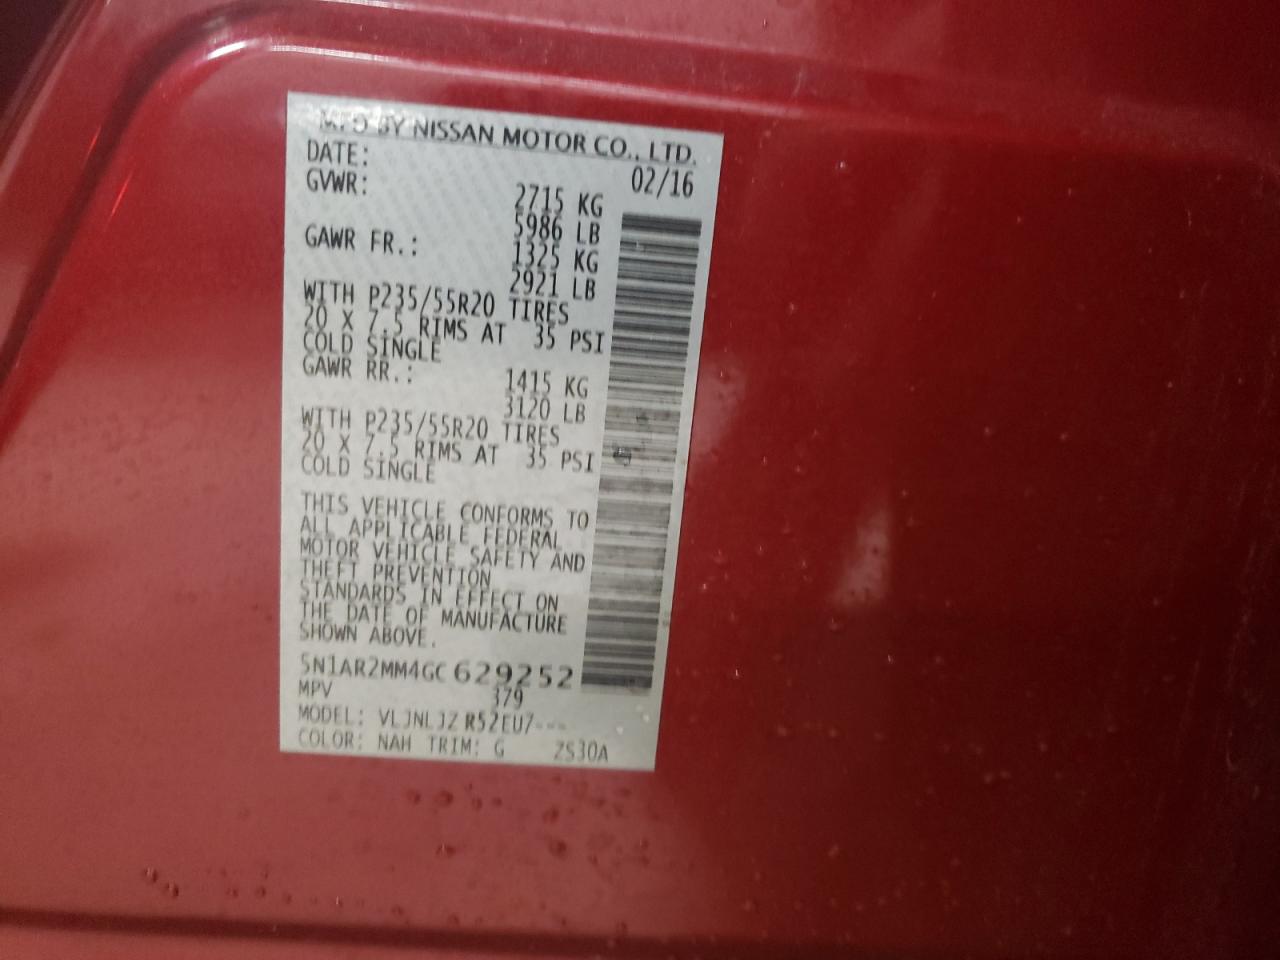 MFD BY NISSAN MOTOR CO., LTD.
DATE: 02/16
GVWR: 2715 KG
5986 LB
GAWR FR.: 1325 KG
2921 LB
WITH P235/55R20 TIRES
20 X 7.5 RIMS AT 35 PSI
COLD SINGLE
GAWR RR.: 1415 KG
3120 LB
WITH P235/55R20 TIRES
20 X 7.5 RIMS AT 35 PSI
COLD SINGLE
THIS VEHICLE CONFORMS TO
ALL APPLICABLE FEDERAL
MOTOR VEHICLE SAFETY AND
THEFT PREVENTION
STANDARDS IN EFFECT ON
THE DATE OF MANUFACTURE
SHOWN ABOVE.
5N1AR2MM4GC629252
MPV 379
MODEL: VLJNLJZ R52EU7---
COLOR: NAH TRIM: G ZS30A